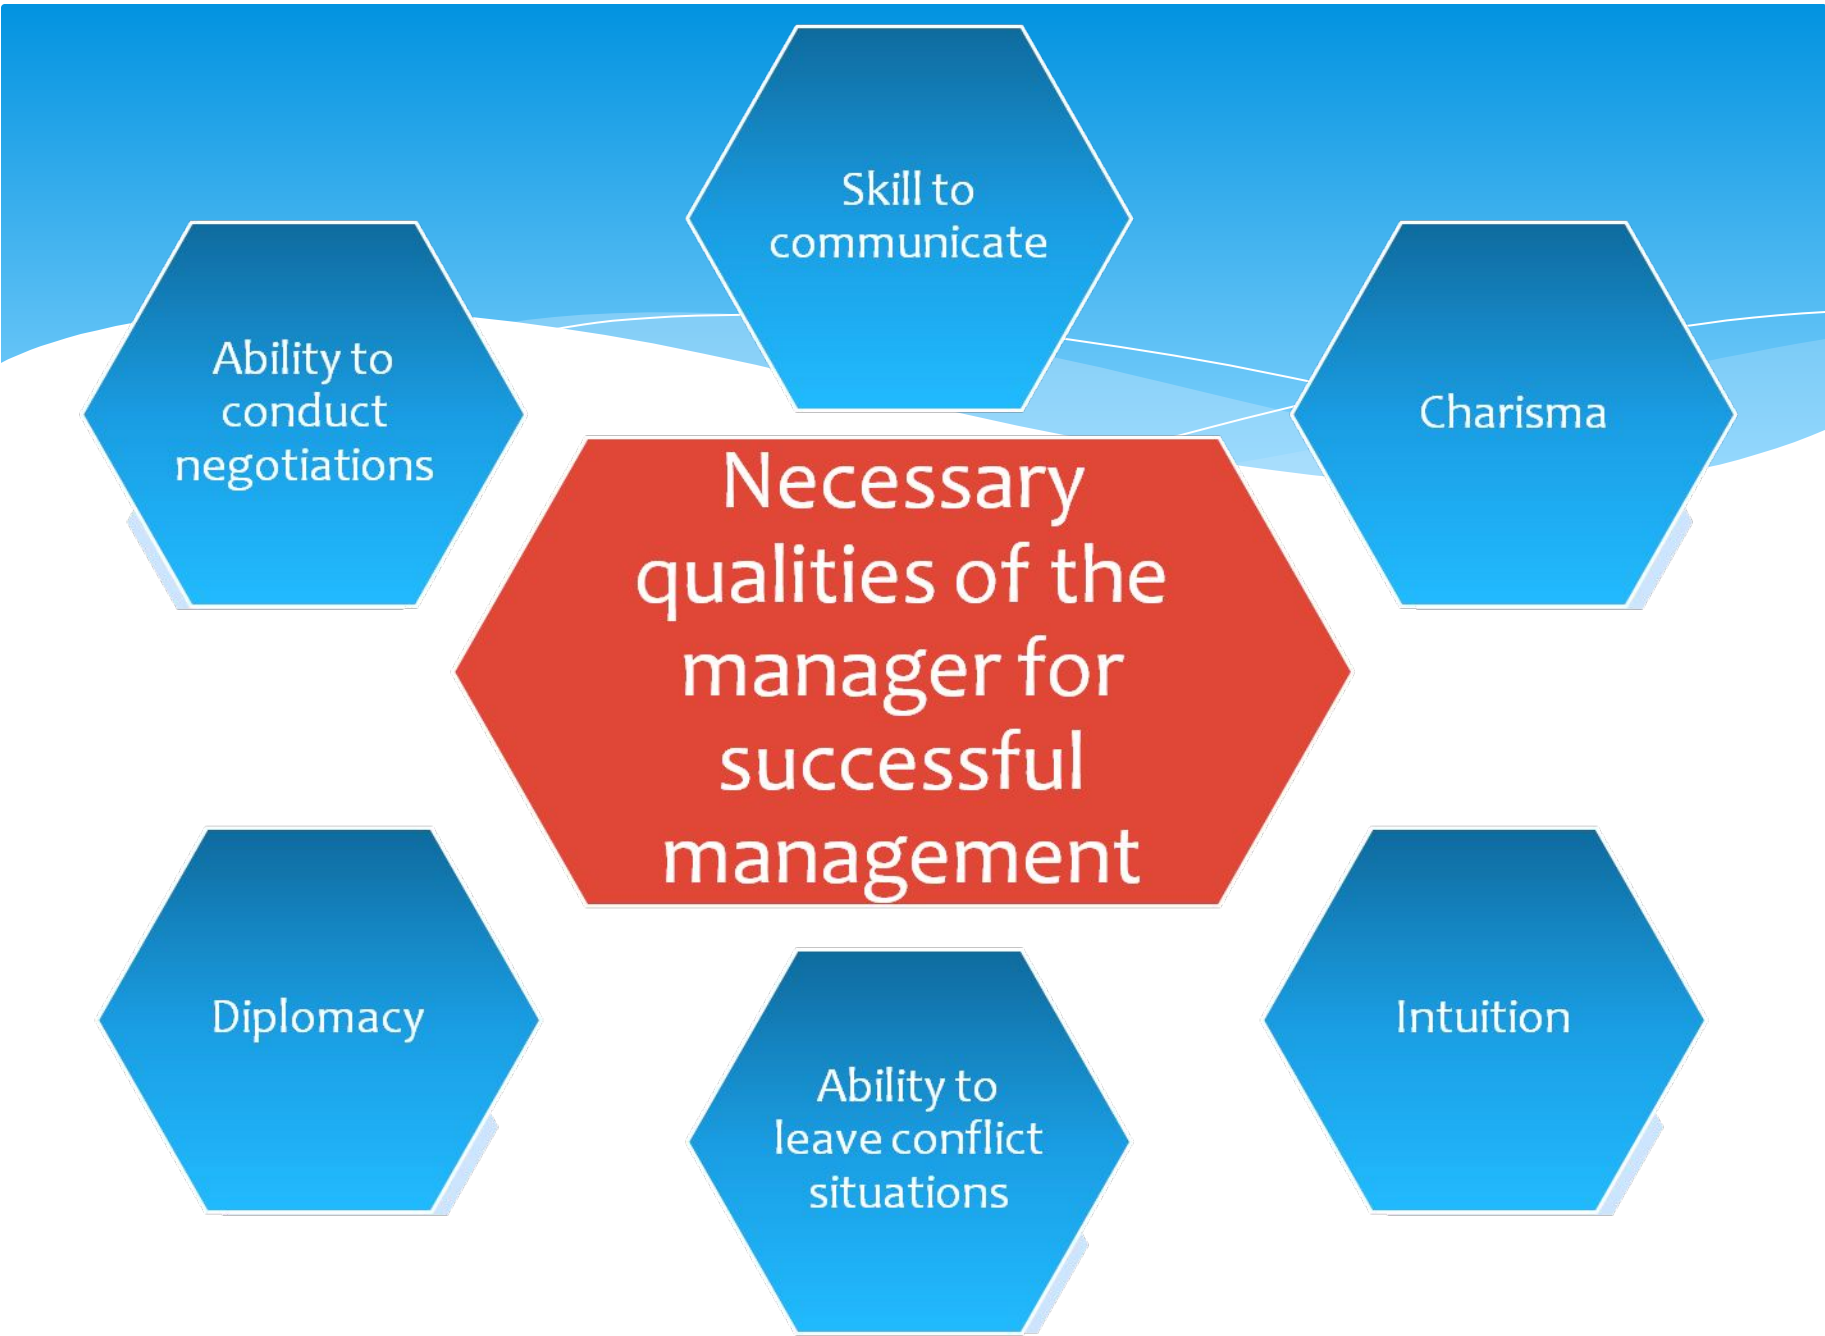 Skill to
communicate
Ability to
conduct
negotiations
Charisma
Necessary
qualities of the
manager for
successful
management
Diplomacy
Intuition
Ability to
leave conflict
situations